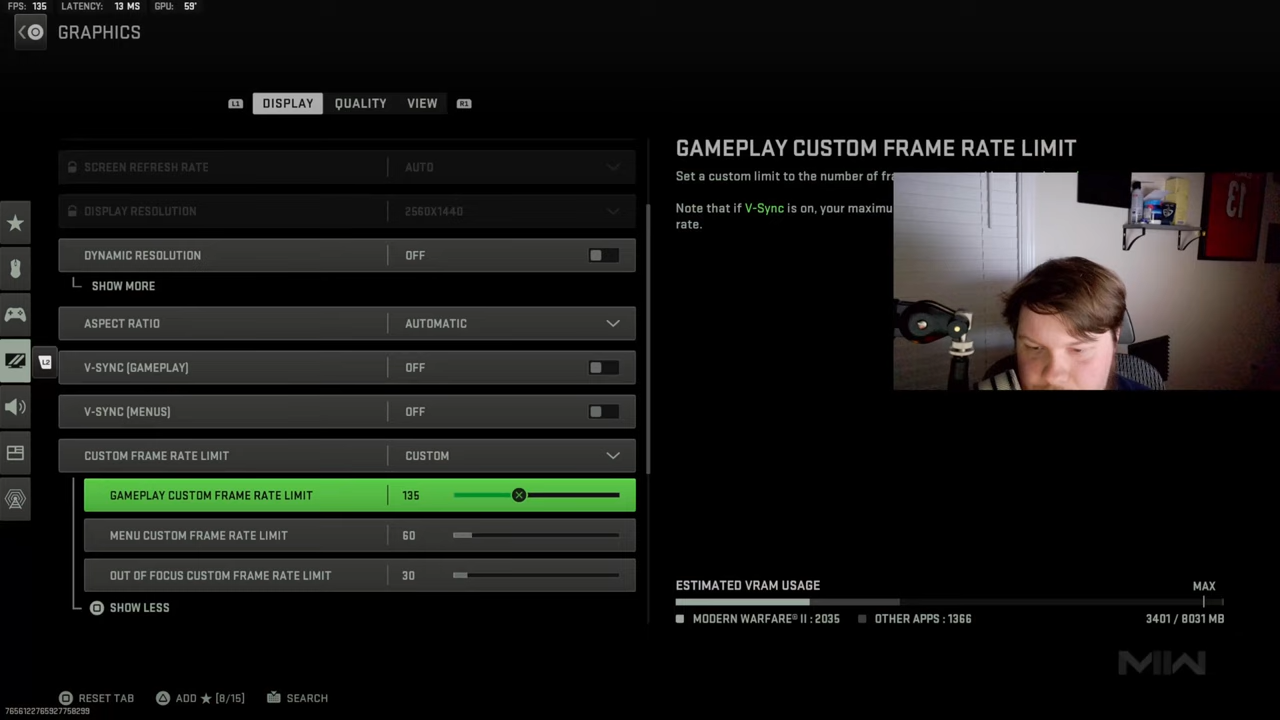 FPS: 135 LATENCY: 13 MS GPU: 59°
GRAPHICS
L1 DISPLAY QUALITY VIEW R1
SCREEN REFRESH RATE AUTO
DISPLAY RESOLUTION 2560X1440
DYNAMIC RESOLUTION OFF
SHOW MORE
ASPECT RATIO AUTOMATIC
L2
V-SYNC (GAMEPLAY) OFF
V-SYNC (MENUS) OFF
CUSTOM FRAME RATE LIMIT CUSTOM
GAMEPLAY CUSTOM FRAME RATE LIMIT 135
MENU CUSTOM FRAME RATE LIMIT 60
OUT OF FOCUS CUSTOM FRAME RATE LIMIT 30
SHOW LESS
GAMEPLAY CUSTOM FRAME RATE LIMIT
Set a custom limit to the number of
Note that if V-Sync is on, your
rate.
13
ESTIMATED VRAM USAGE MAX
MODERN WARFARE® II : 2035 OTHER APPS : 1366 3401 / 8031 MB
MW
RESET TAB ADD ★ [8/15] SEARCH
7656122765927758299